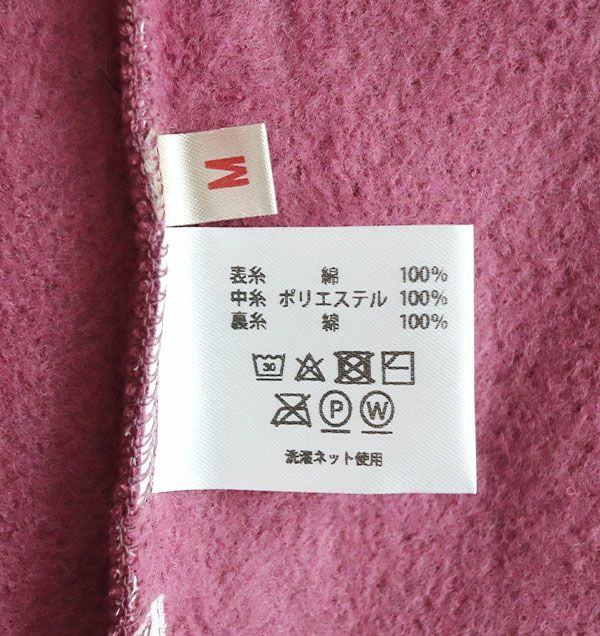 M
表糸 綿 100%
中糸 ポリエステル 100%
裏糸 綿 100%
30
P W
洗濯ネット使用